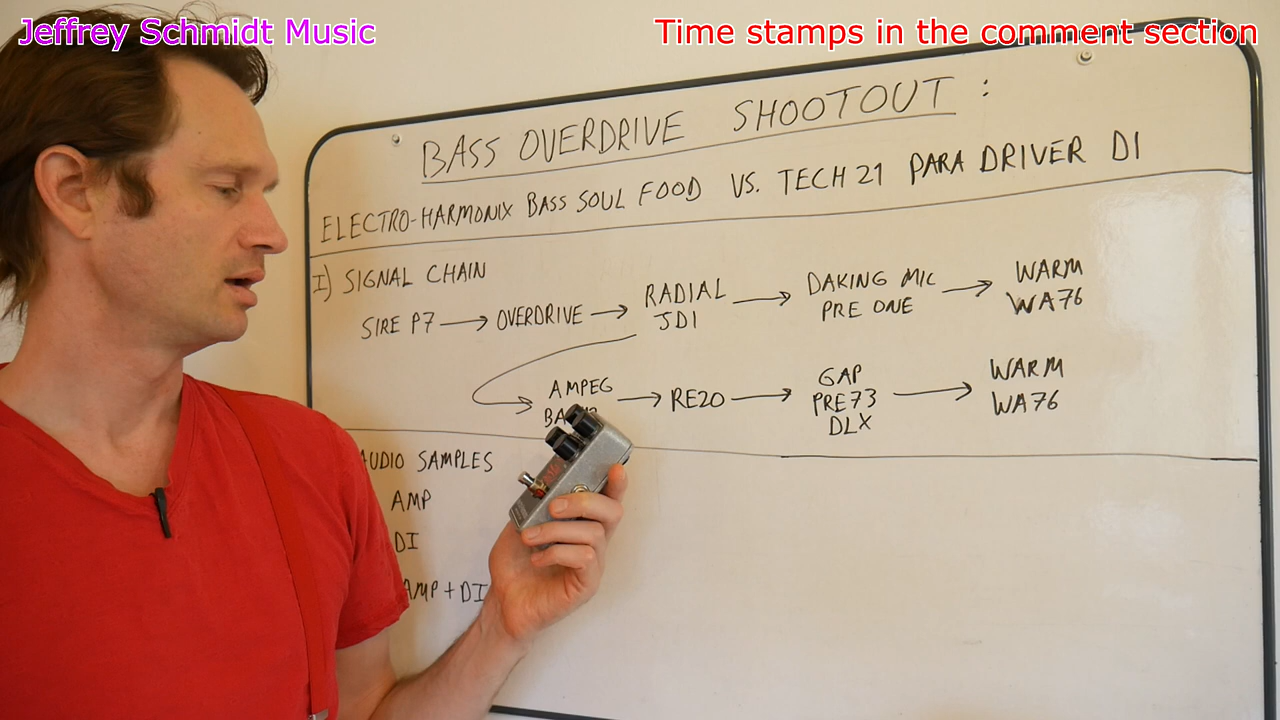 Jeffrey Schmidt Music
Time stamps in the comment section
BASS OVERDRIVE SHOOTOUT :
ELECTRO-HARMONIX BASS SOUL FOOD VS. TECH 21 PARA DRIVER DI
I) SIGNAL CHAIN
SIRE P7 → OVERDRIVE → RADIAL JDI → DAKING MIC PRE ONE → WARM WA76
AMPEG → RE20 → GAP PRE73 DLX → WARM WA76
AUDIO SAMPLES
AMP
DI
AMP + DI